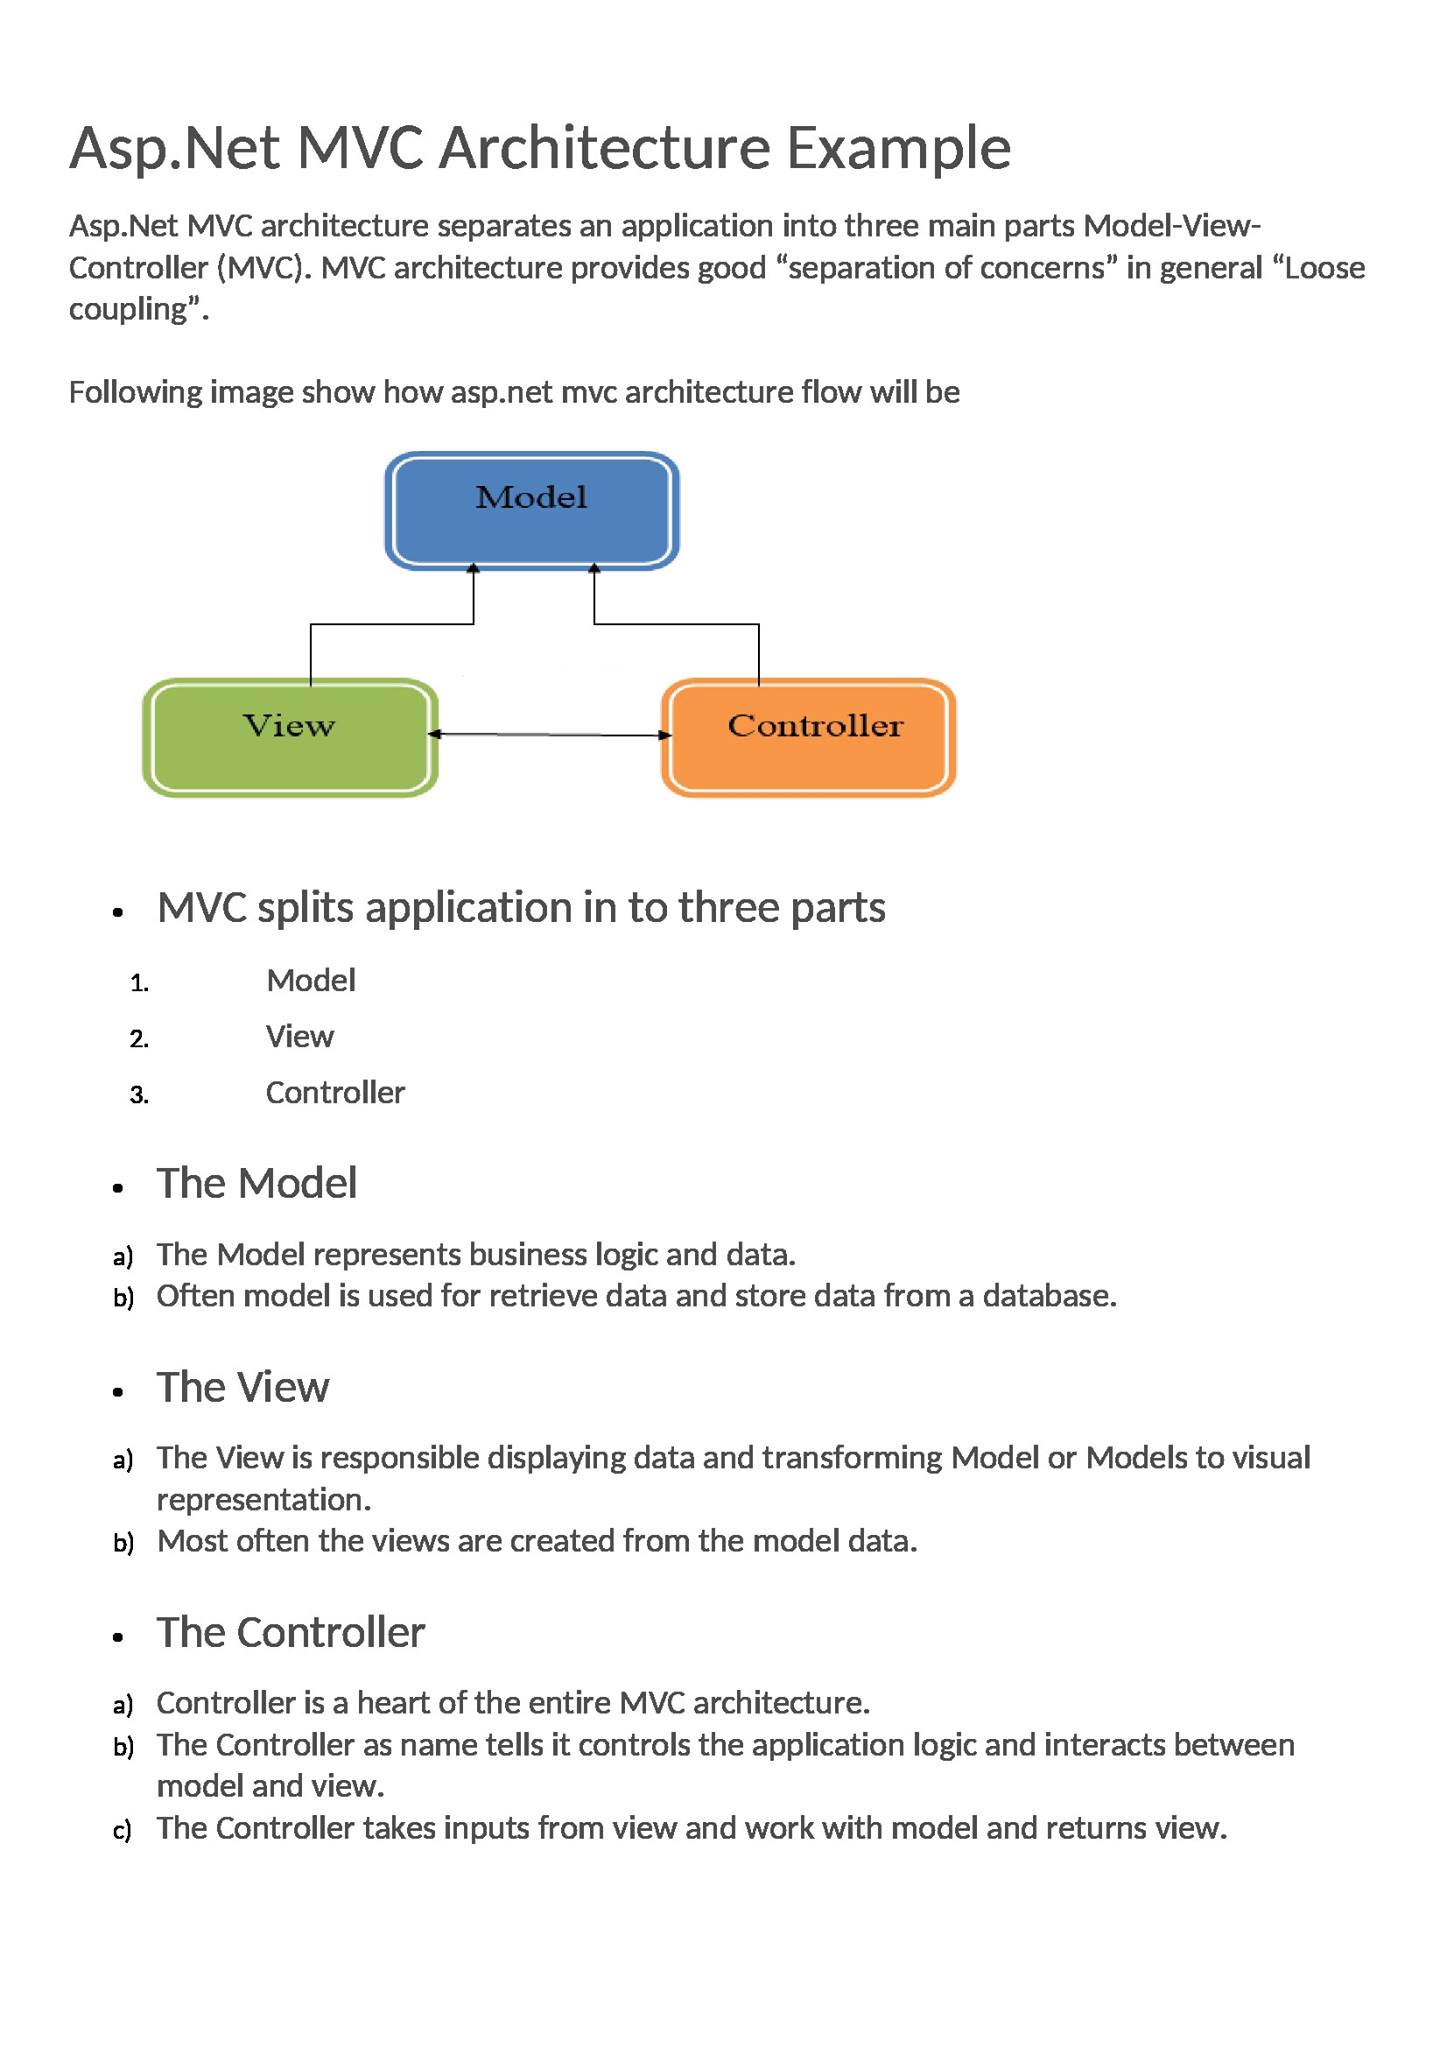 Asp.Net MVC Architecture Example
Asp.Net MVC architecture separates an application into three main parts Model-View-
Controller (MVC). MVC architecture provides good “separation of concerns” in general “Loose
coupling”.
Following image show how asp.net mvc architecture flow will be
Model
View
Controller
• MVC splits application in to three parts
1. Model
2. View
3. Controller
• The Model
a) The Model represents business logic and data.
b) Often model is used for retrieve data and store data from a database.
• The View
a) The View is responsible displaying data and transforming Model or Models to visual
representation.
b) Most often the views are created from the model data.
• The Controller
a) Controller is a heart of the entire MVC architecture.
b) The Controller as name tells it controls the application logic and interacts between
model and view.
c) The Controller takes inputs from view and work with model and returns view.